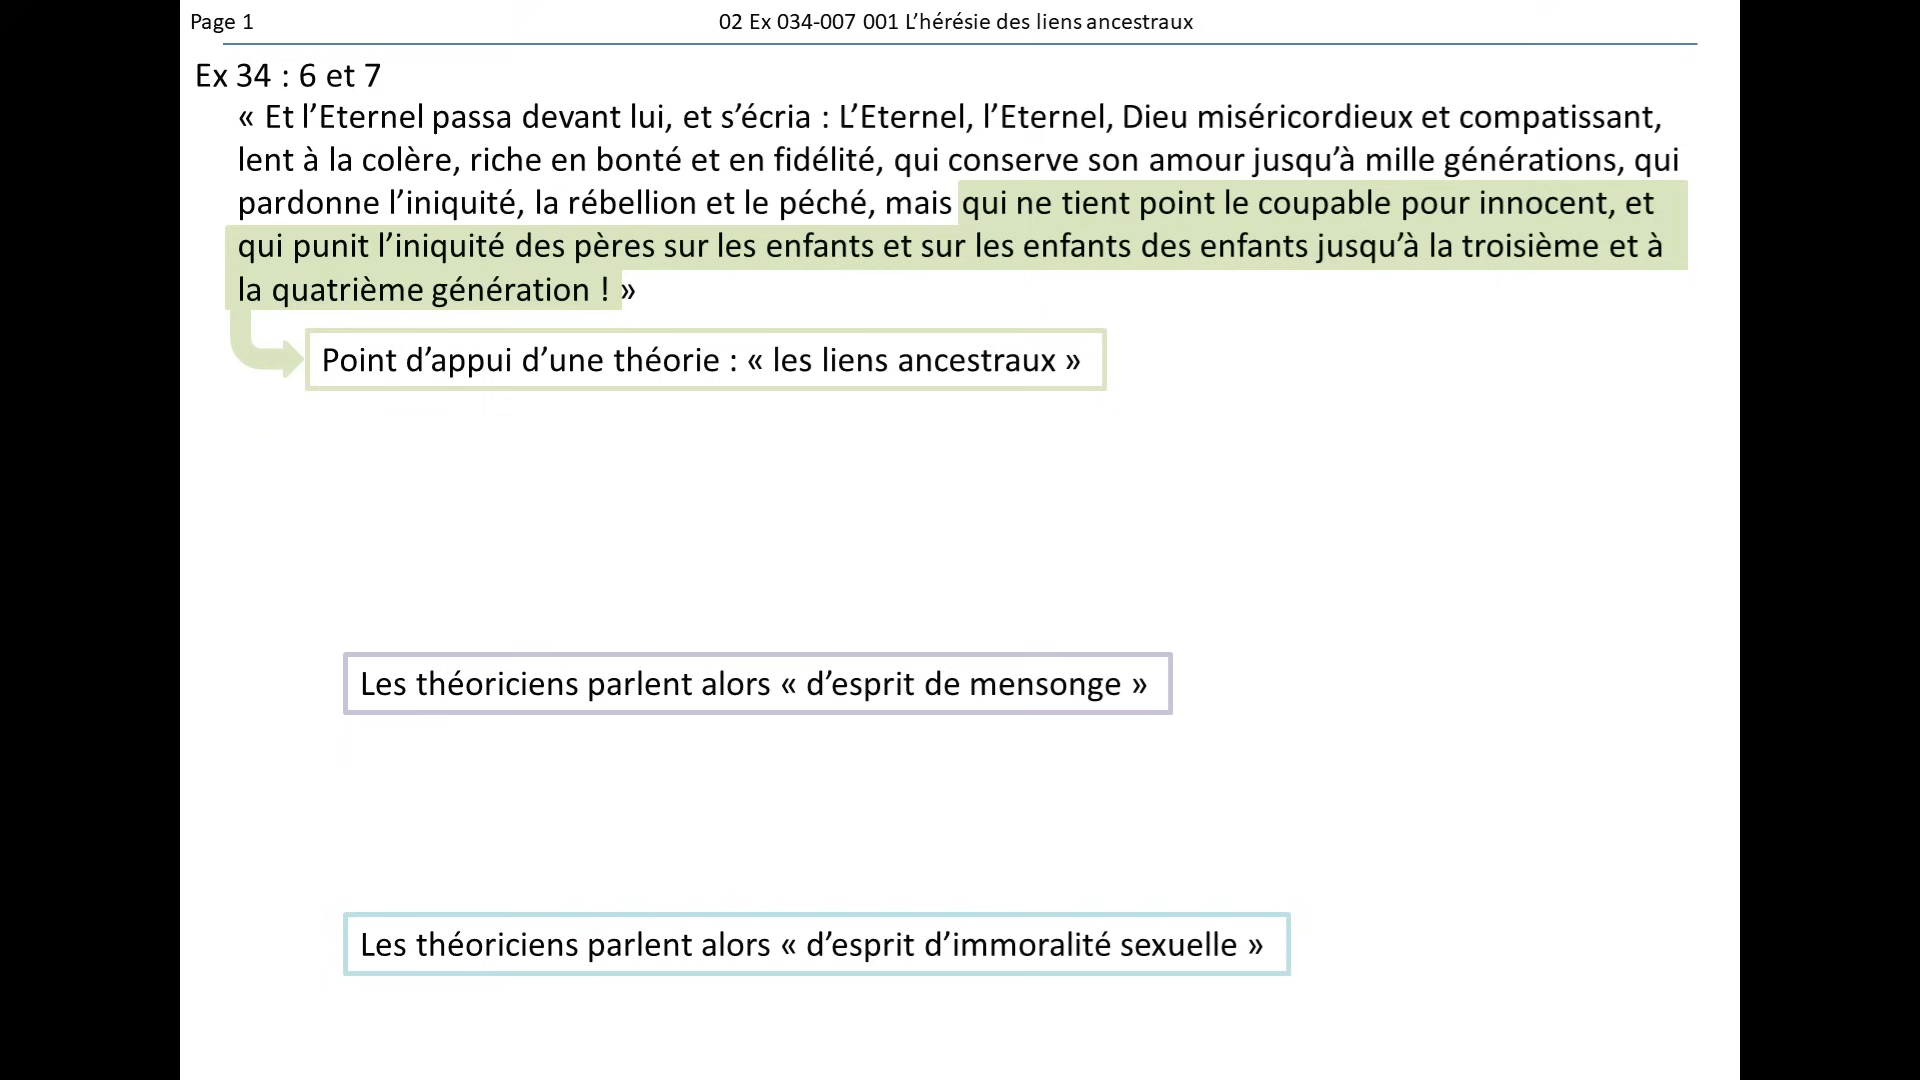 Page 1
02 Ex 034-007 001 L’hérésie des liens ancestraux
Ex 34 : 6 et 7
« Et l’Eternel passa devant lui, et s’écria : L’Eternel, l’Eternel, Dieu miséricordieux et compatissant,
lent à la colère, riche en bonté et en fidélité, qui conserve son amour jusqu’à mille générations, qui
pardonne l’iniquité, la rébellion et le péché, mais qui ne tient point le coupable pour innocent, et
qui punit l’iniquité des pères sur les enfants et sur les enfants des enfants jusqu’à la troisième et à
la quatrième génération ! »
Point d’appui d’une théorie : « les liens ancestraux »
Les théoriciens parlent alors « d’esprit de mensonge »
Les théoriciens parlent alors « d’esprit d’immoralité sexuelle »